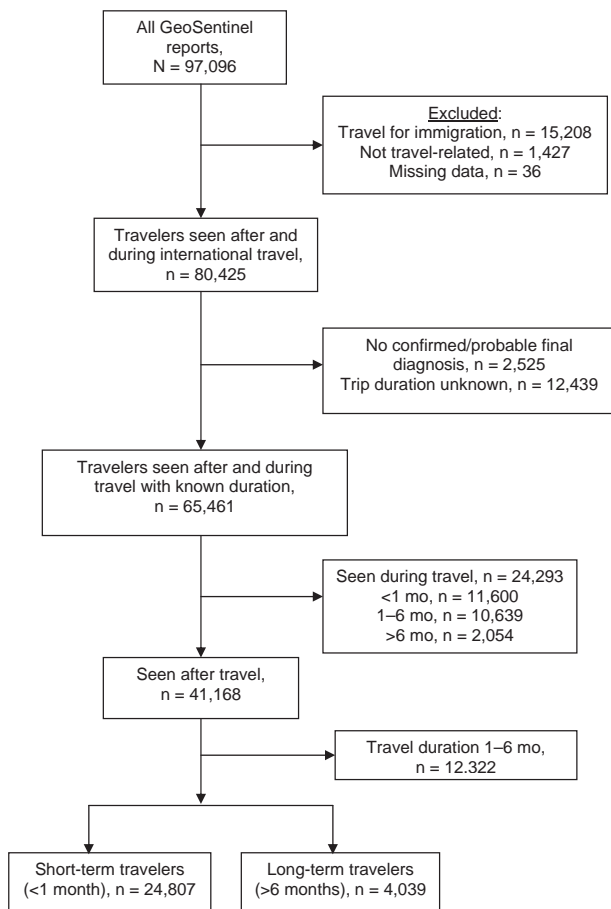 All GeoSentinel
reports,
N = 97,096
Excluded:
Travel for immigration, n = 15,208
Not travel-related, n = 1,427
Missing data, n = 36
Travelers seen after and
during international travel,
n = 80,425
No confirmed/probable final
diagnosis, n = 2,525
Trip duration unknown, n = 12,439
Travelers seen after and during
travel with known duration,
n = 65,461
Seen during travel, n = 24,293
<1 mo, n = 11,600
1–6 mo, n = 10,639
>6 mo, n = 2,054
Seen after travel,
n = 41,168
Travel duration 1–6 mo,
n = 12.322
Short-term travelers
(<1 month), n = 24,807
Long-term travelers
(>6 months), n = 4,039